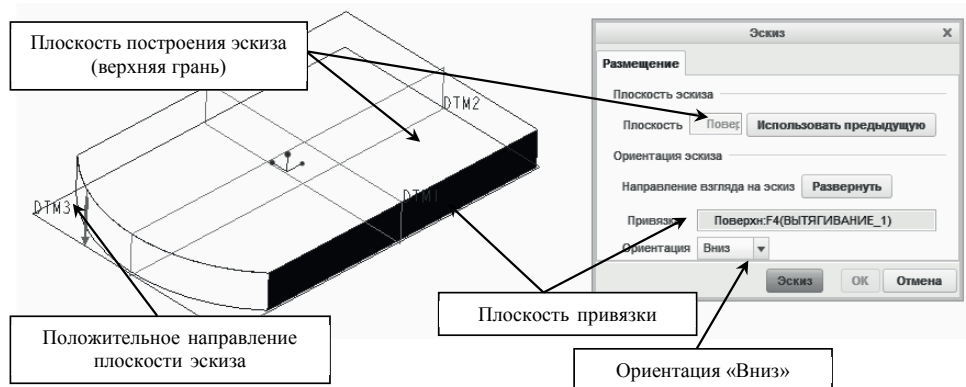 Плоскость построения эскиза
(верхняя грань)
DTM2
DTM1
DTM3
Положительное направление
плоскости эскиза
Плоскость привязки
Ориентация «Вниз»
Эскиз
X
Размещение
Плоскость эскиза
Плоскость Повер Использовать предыдущую
Ориентация эскиза
Направление взгляда на эскиз Развернуть
Привязка Поверхн:F4(ВЫТЯГИВАНИЕ_1)
Ориентация Вниз
Эскиз OK Отмена